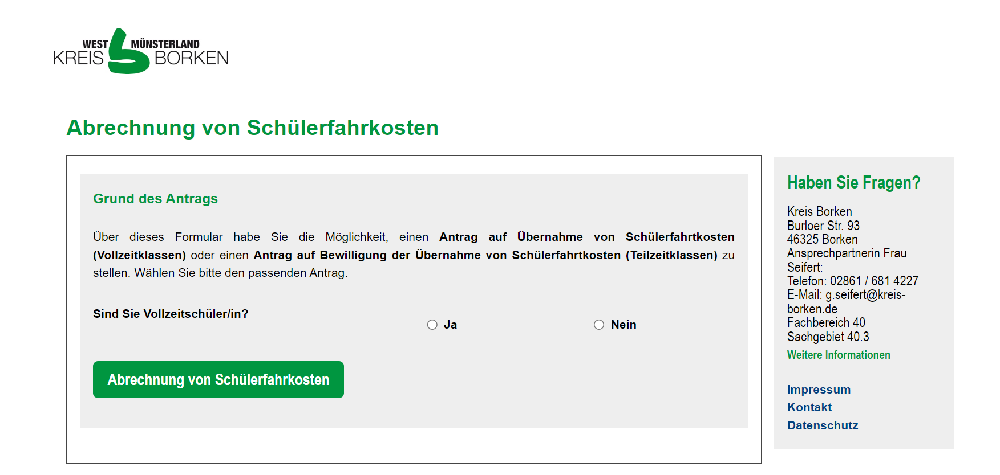 WEST MÜNSTERLAND
KREIS BORKEN
Abrechnung von Schülerfahrkosten
Grund des Antrags
Über dieses Formular habe Sie die Möglichkeit, einen Antrag auf Übernahme von Schülerfahrtkosten
(Vollzeitklassen) oder einen Antrag auf Bewilligung der Übernahme von Schülerfahrtkosten (Teilzeitklassen) zu
stellen. Wählen Sie bitte den passenden Antrag.
Sind Sie Vollzeitschüler/in?
Ja
Nein
Abrechnung von Schülerfahrkosten
Haben Sie Fragen?
Kreis Borken
Burloer Str. 93
46325 Borken
Ansprechpartnerin Frau
Seifert:
Telefon: 02861 / 681 4227
E-Mail: g.seifert@kreis-
borken.de
Fachbereich 40
Sachgebiet 40.3
Weitere Informationen
Impressum
Kontakt
Datenschutz